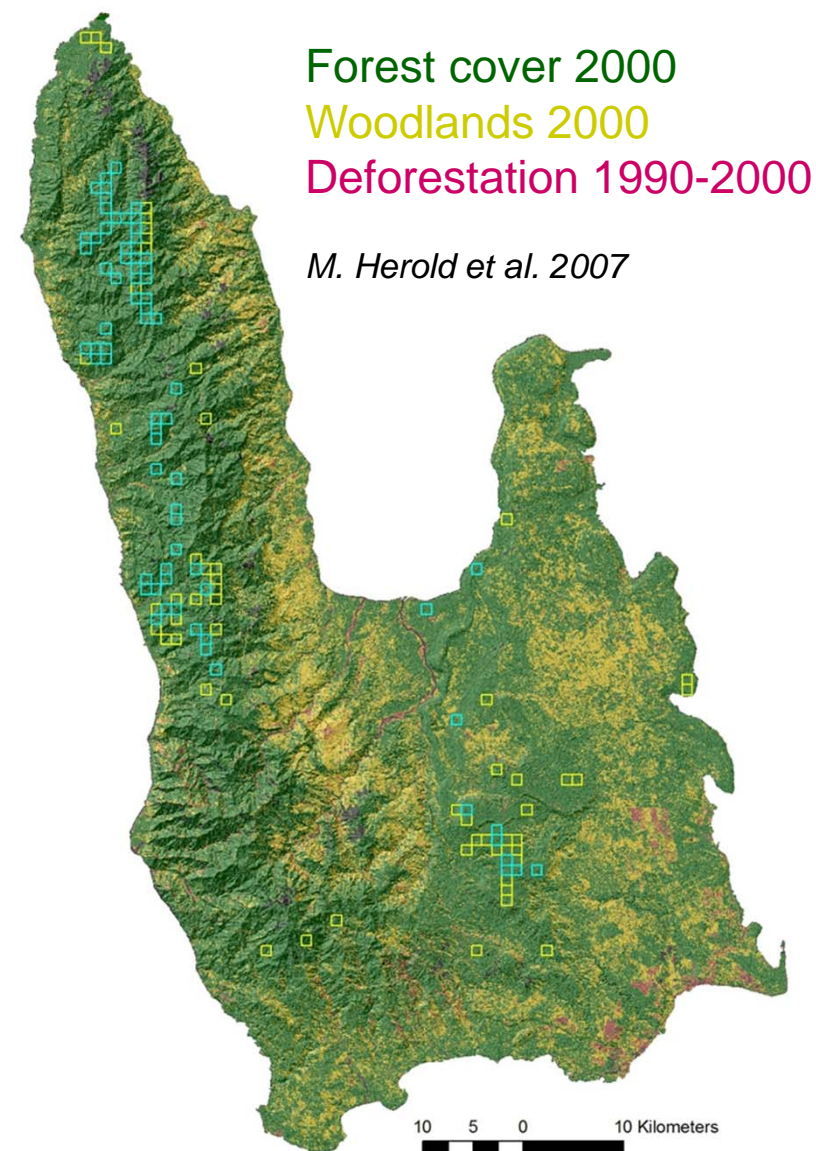 Forest cover 2000
Woodlands 2000
Deforestation 1990-2000
M. Herold et al. 2007
10 5 0 10 Kilometers